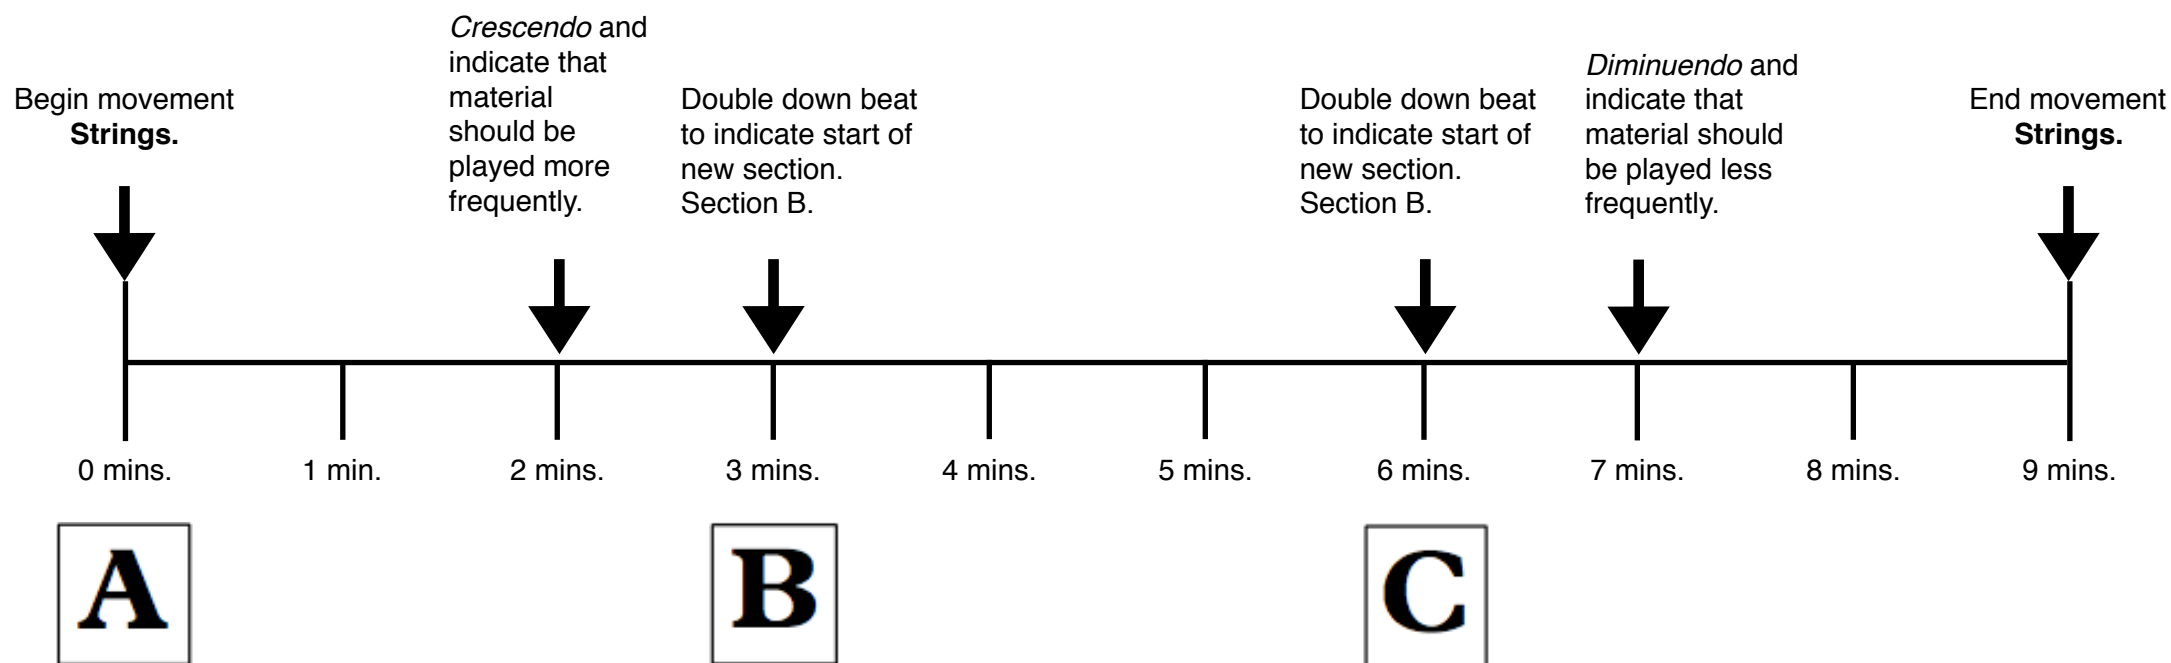 Begin movement
Strings.
Crescendo and
indicate that
material
should be
played more
frequently.
Double down beat
to indicate start of
new section.
Section B.
Double down beat
to indicate start of
new section.
Section B.
Diminuendo and
indicate that
material should
be played less
frequently.
End movement
Strings.
0 mins.
1 min.
2 mins.
3 mins.
4 mins.
5 mins.
6 mins.
7 mins.
8 mins.
9 mins.
A
B
C